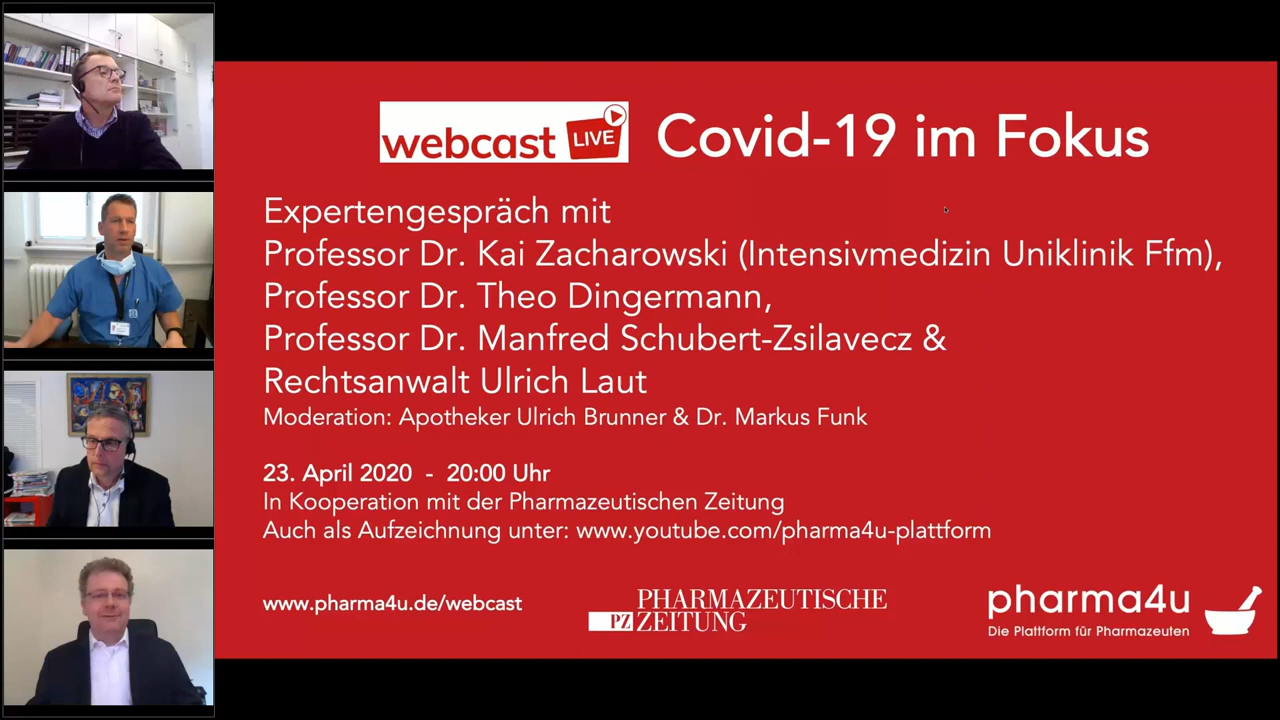 webcast LIVE
Covid-19 im Fokus
Expertengespräch mit
Professor Dr. Kai Zacharowski (Intensivmedizin Uniklinik Ffm),
Professor Dr. Theo Dingermann,
Professor Dr. Manfred Schubert-Zsilavecz &
Rechtsanwalt Ulrich Laut
Moderation: Apotheker Ulrich Brunner & Dr. Markus Funk
23. April 2020 - 20:00 Uhr
In Kooperation mit der Pharmazeutischen Zeitung
Auch als Aufzeichnung unter: www.youtube.com/pharma4u-plattform
www.pharma4u.de/webcast
PHARMAZEUTISCHE
PZ ZEITUNG
pharma4u
Die Plattform für Pharmazeuten